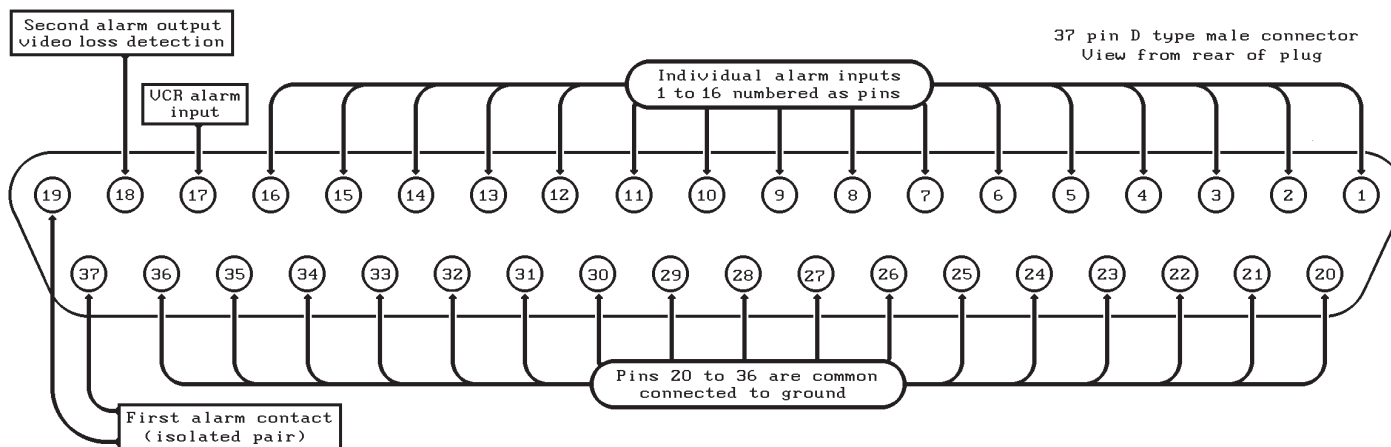 Second alarm output
video loss detection
VCR alarm
input
Individual alarm inputs
1 to 16 numbered as pins
37 pin D type male connector
View from rear of plug
19 18 17 16 15 14 13 12 11 10 9 8 7 6 5 4 3 2 1
37 36 35 34 33 32 31 30 29 28 27 26 25 24 23 22 21 20
Pins 20 to 36 are common
connected to ground
First alarm contact
(isolated pair)